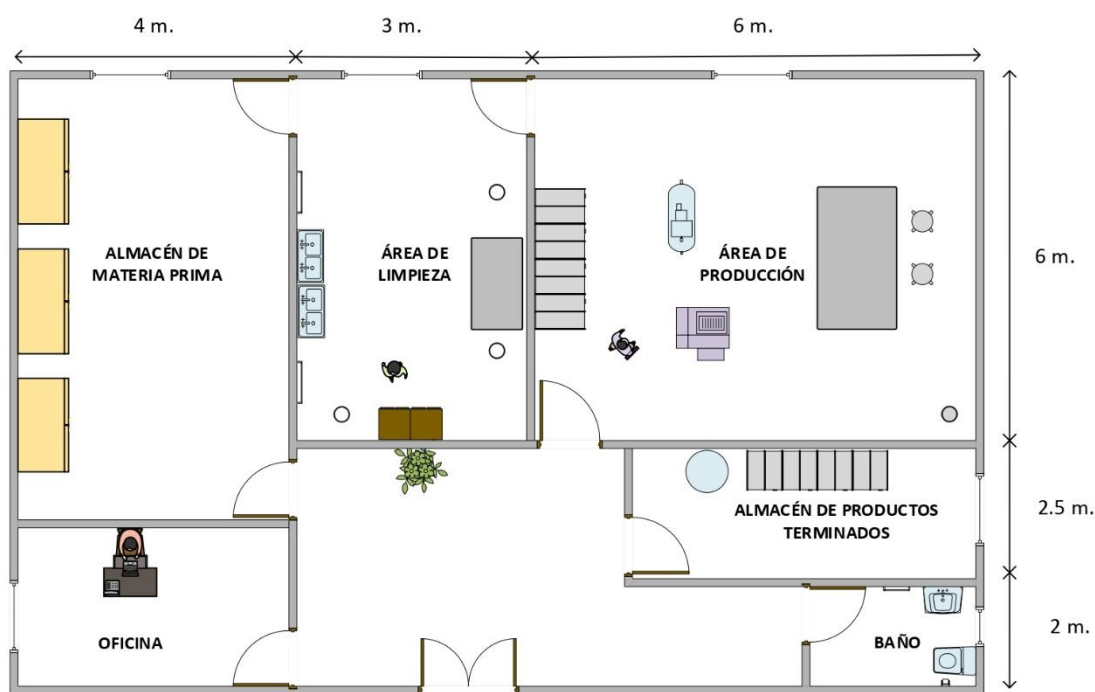 4 m.
3 m.
6 m.
6 m.
ALMACÉN DE
MATERIA PRIMA
ÁREA DE
LIMPIEZA
ÁREA DE
PRODUCCIÓN
2.5 m.
ALMACÉN DE PRODUCTOS
TERMINADOS
2 m.
OFICINA
BAÑO